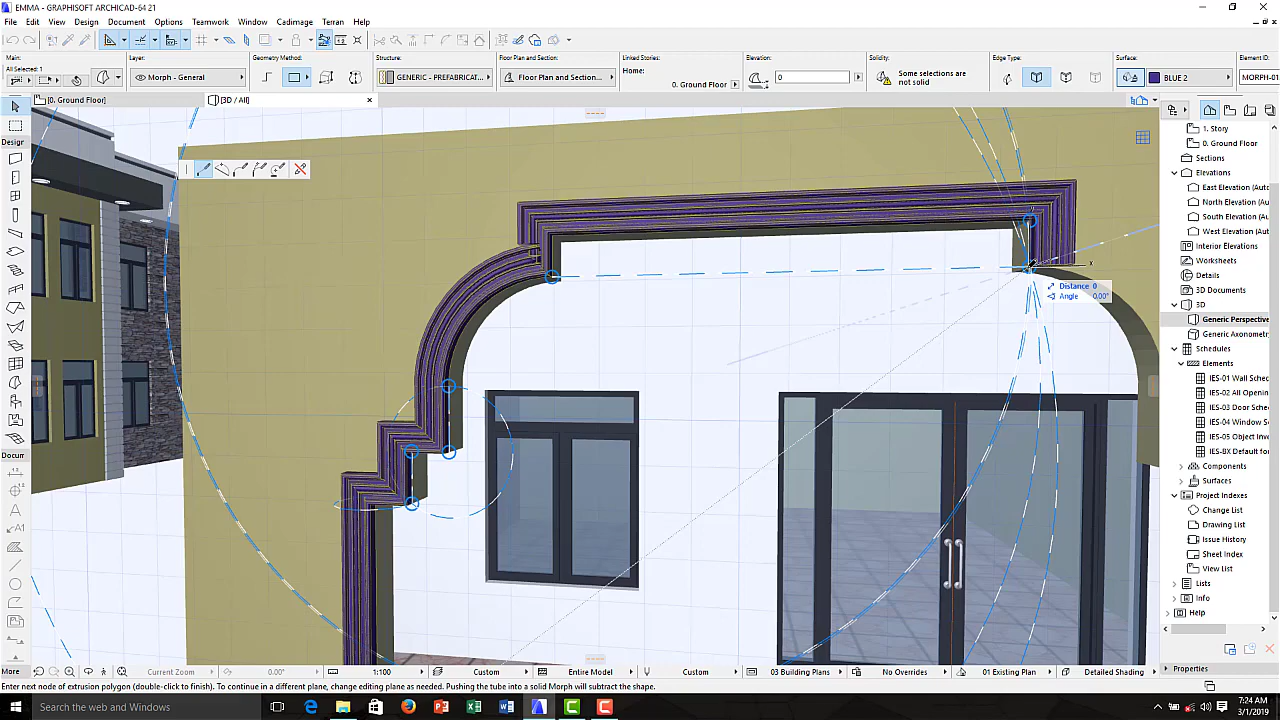 EMMA - GRAPHISOFT ARCHICAD-64 21
File Edit View Design Document Options Teamwork Window Cadimage Terran Help
Main:
All Selected: 1
Layer:
Morph - General
Geometry Method:
Structure:
GENERIC - PREFABRICAT...
Floor Plan and Section:
Floor Plan and Section...
Linked Stories:
Home:
0. Ground Floor
Elevation:
0
Solidity:
Some selections are
not solid
Edge Type:
Surface:
BLUE 2
Element ID:
MORPH-01
[0. Ground Floor]
[3D / All]
Design
Docum
More
x
Distance 0
Angle 0.00°
1. Story
0. Ground Floor
Sections
Elevations
East Elevation (Aut
North Elevation (Au
South Elevation (Au
West Elevation (Aut
Interior Elevations
Worksheets
Details
3D Documents
3D
Generic Perspective
Generic Axonometry
Schedules
Elements
IES-01 Wall Sched
IES-02 All Opening
IES-03 Door Sched
IES-04 Window S
IES-05 Object Inve
IES-BX Default for
Components
Surfaces
Project Indexes
Change List
Drawing List
Issue History
Sheet Index
View List
Lists
Info
Help
Properties
Current Zoom
0.00°
1:100
Custom
Entire Model
Custom
03 Building Plans
No Overrides
01 Existing Plan
Detailed Shading
Enter next node of extrusion polygon (double-click to finish). To continue in a different plane, change editing plane as needed. Pushing the tube into a solid Morph will subtract the shape.
Search the web and Windows
7:24 AM
3/1/2019